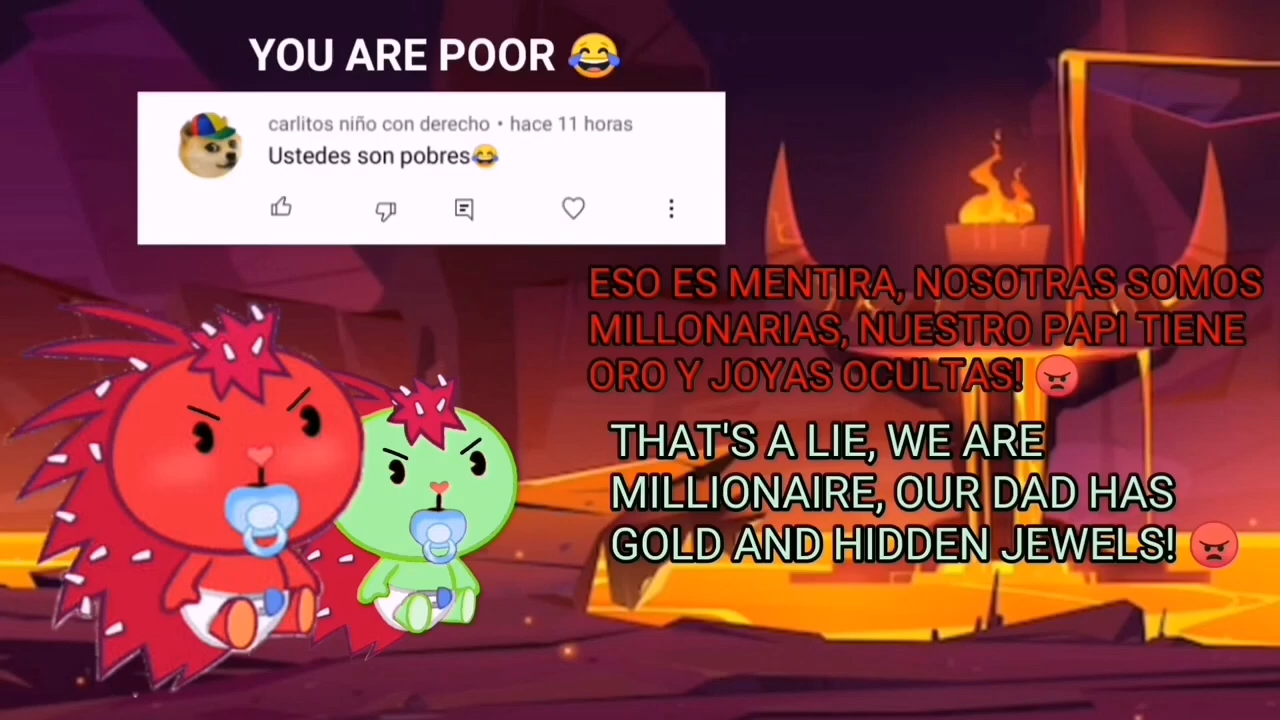 YOU ARE POOR 😂
carlitos niño con derecho • hace 11 horas
Ustedes son pobres😂
ESO ES MENTIRA, NOSOTRAS SOMOS
MILLONARIAS, NUESTRO PAPI TIENE
ORO Y JOYAS OCULTAS! 😡
THAT'S A LIE, WE ARE
MILLIONAIRE, OUR DAD HAS
GOLD AND HIDDEN JEWELS! 😡